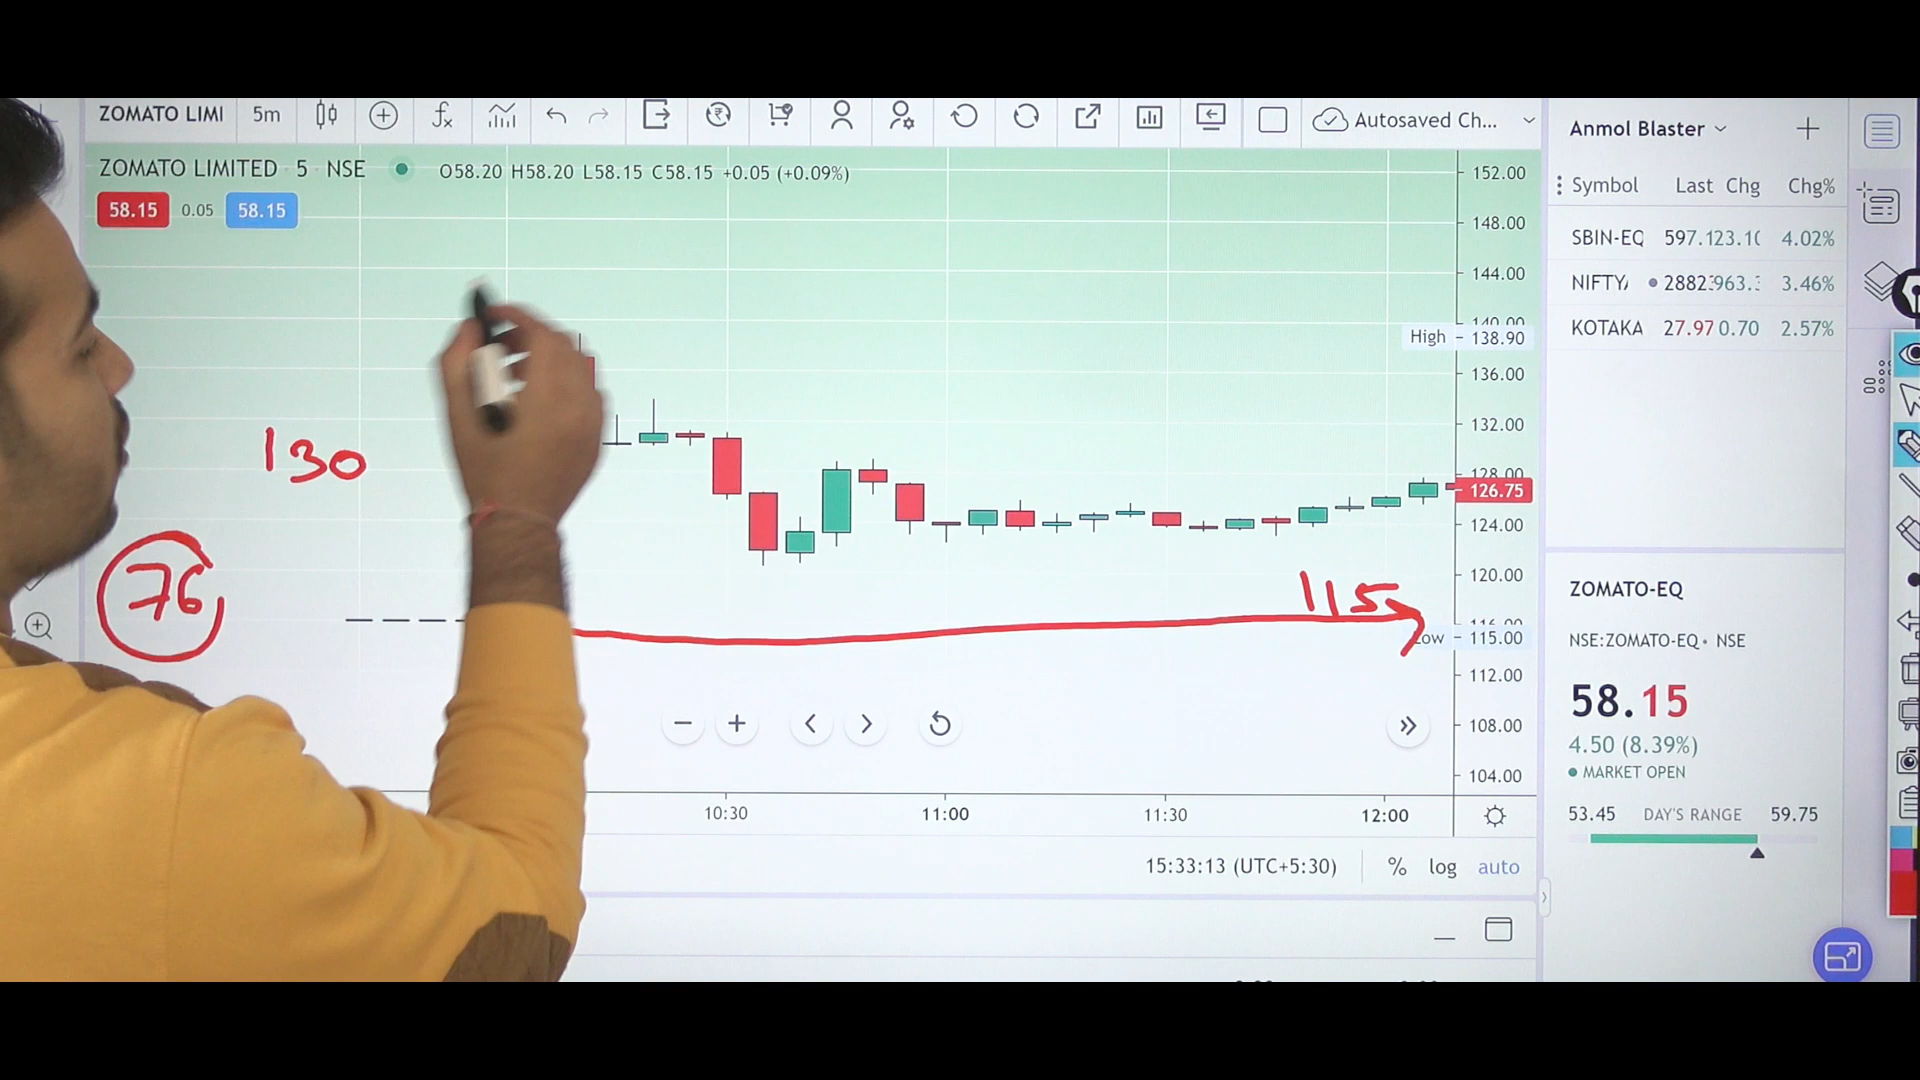 ZOMATO LIMI 5m Autosaved Ch...
ZOMATO LIMITED · 5 · NSE O58.20 H58.20 L58.15 C58.15 +0.05 (+0.09%)
58.15 0.05 58.15
152.00
148.00
144.00
140.00
High 138.90
136.00
132.00
128.00
126.75
124.00
120.00
116.00
Low 115.00
112.00
108.00
104.00
130
76
115
10:30 11:00 11:30 12:00
15:33:13 (UTC+5:30) % log auto
Anmol Blaster
Symbol Last Chg Chg%
SBIN-EQ 597.1 23.10 4.02%
NIFTY 2882 963. 3.46%
KOTAKA 27.97 0.70 2.57%
ZOMATO-EQ
NSE:ZOMATO-EQ • NSE
58.15
4.50 (8.39%)
MARKET OPEN
53.45 DAY'S RANGE 59.75